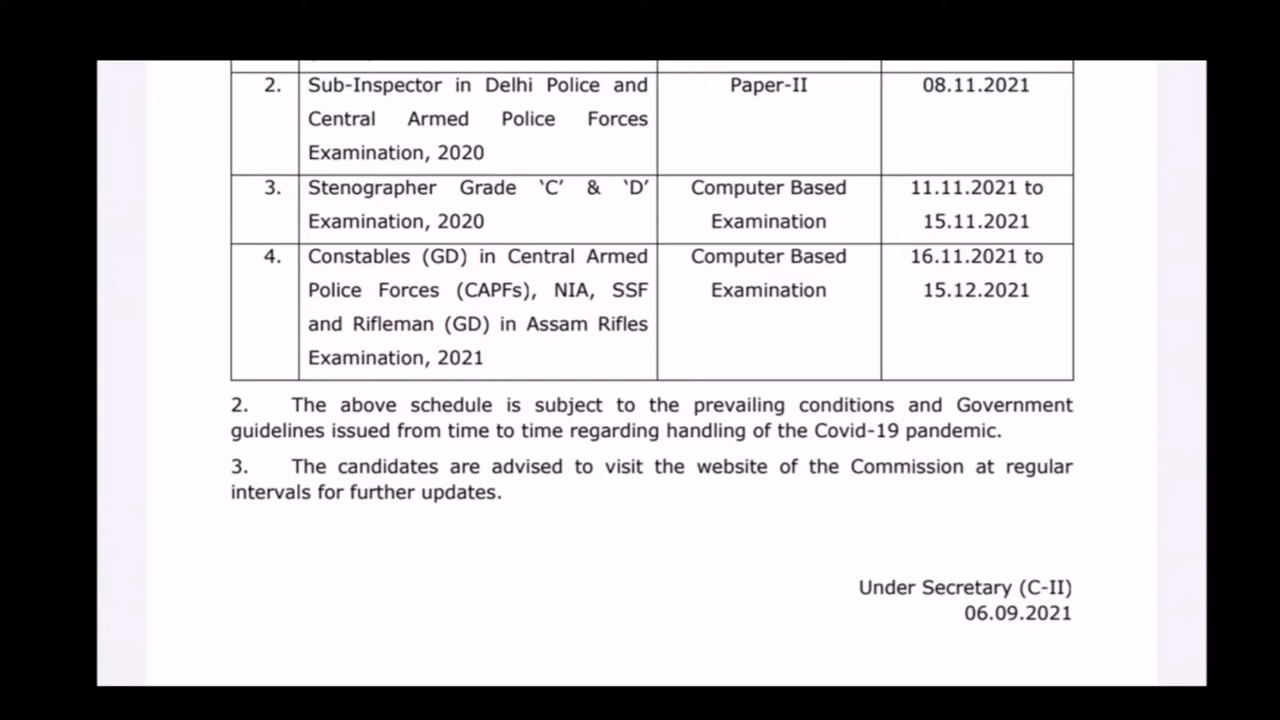 2. Sub-Inspector in Delhi Police and Paper-II 08.11.2021
Central Armed Police Forces
Examination, 2020
3. Stenographer Grade ‘C’ & ‘D’ Computer Based 11.11.2021 to
Examination, 2020 Examination 15.11.2021
4. Constables (GD) in Central Armed Computer Based 16.11.2021 to
Police Forces (CAPFs), NIA, SSF Examination 15.12.2021
and Rifleman (GD) in Assam Rifles
Examination, 2021
2. The above schedule is subject to the prevailing conditions and Government
guidelines issued from time to time regarding handling of the Covid-19 pandemic.
3. The candidates are advised to visit the website of the Commission at regular
intervals for further updates.
Under Secretary (C-II)
06.09.2021